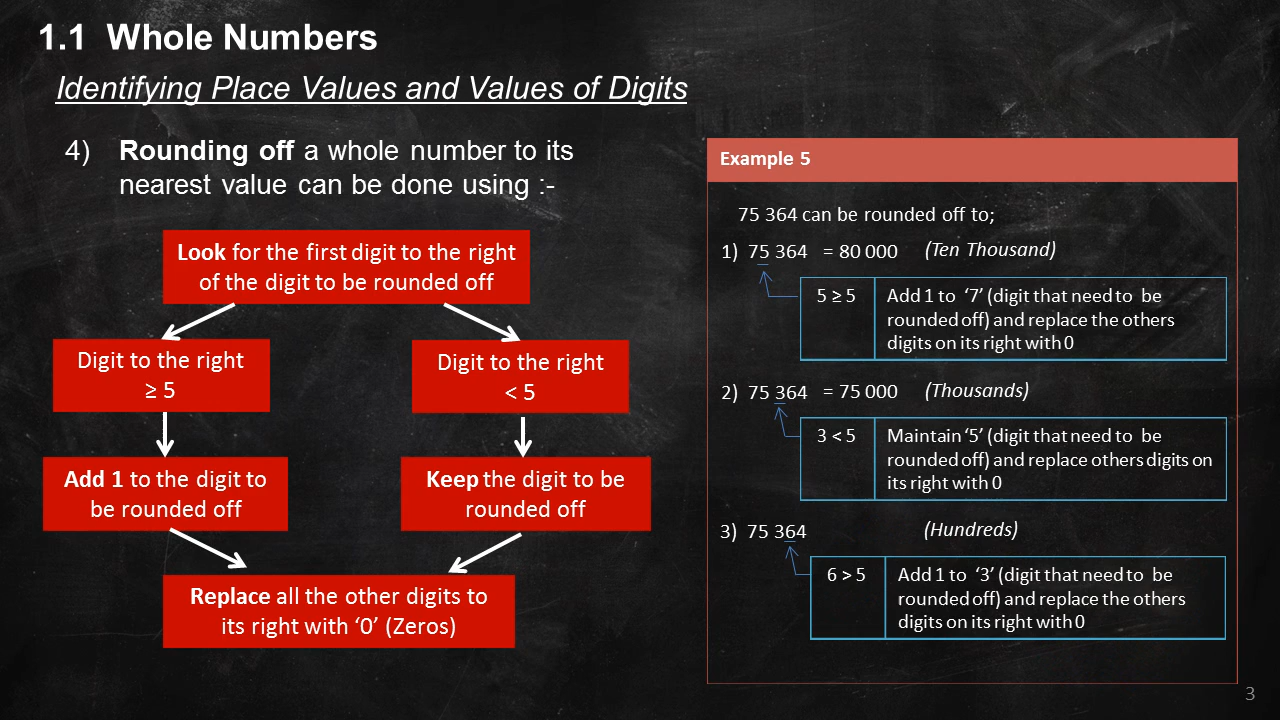 1.1 Whole Numbers
Identifying Place Values and Values of Digits
4) Rounding off a whole number to its
nearest value can be done using :-
Look for the first digit to the right
of the digit to be rounded off
Digit to the right
≥ 5
Digit to the right
< 5
Add 1 to the digit to
be rounded off
Keep the digit to be
rounded off
Replace all the other digits to
its right with ‘0’ (Zeros)
Example 5
75 364 can be rounded off to;
1) 75 364 = 80 000 (Ten Thousand)
5 ≥ 5
Add 1 to ‘7’ (digit that need to be
rounded off) and replace the others
digits on its right with 0
2) 75 364 = 75 000 (Thousands)
3 < 5
Maintain ‘5’ (digit that need to be
rounded off) and replace others digits on
its right with 0
3) 75 364 (Hundreds)
6 > 5
Add 1 to ‘3’ (digit that need to be
rounded off) and replace the others
digits on its right with 0
3